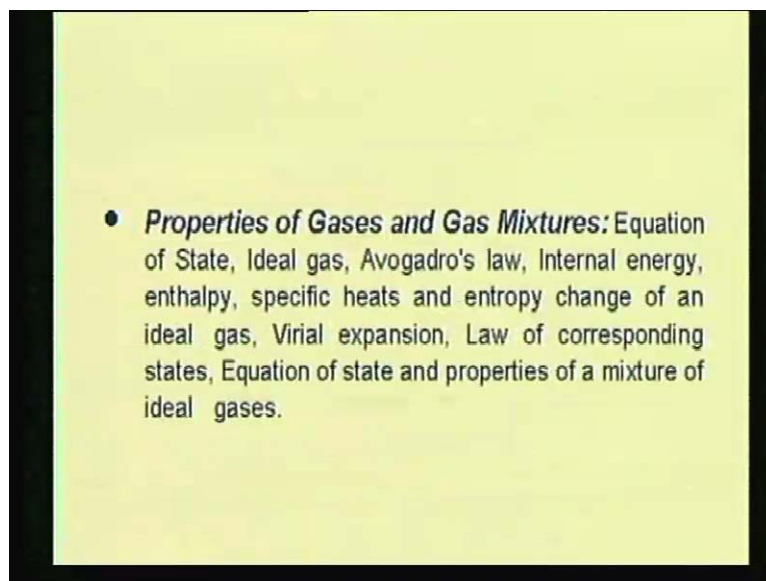 • Properties of Gases and Gas Mixtures: Equation
of State, Ideal gas, Avogadro's law, Internal energy,
enthalpy, specific heats and entropy change of an
ideal gas, Virial expansion, Law of corresponding
states, Equation of state and properties of a mixture of
ideal gases.